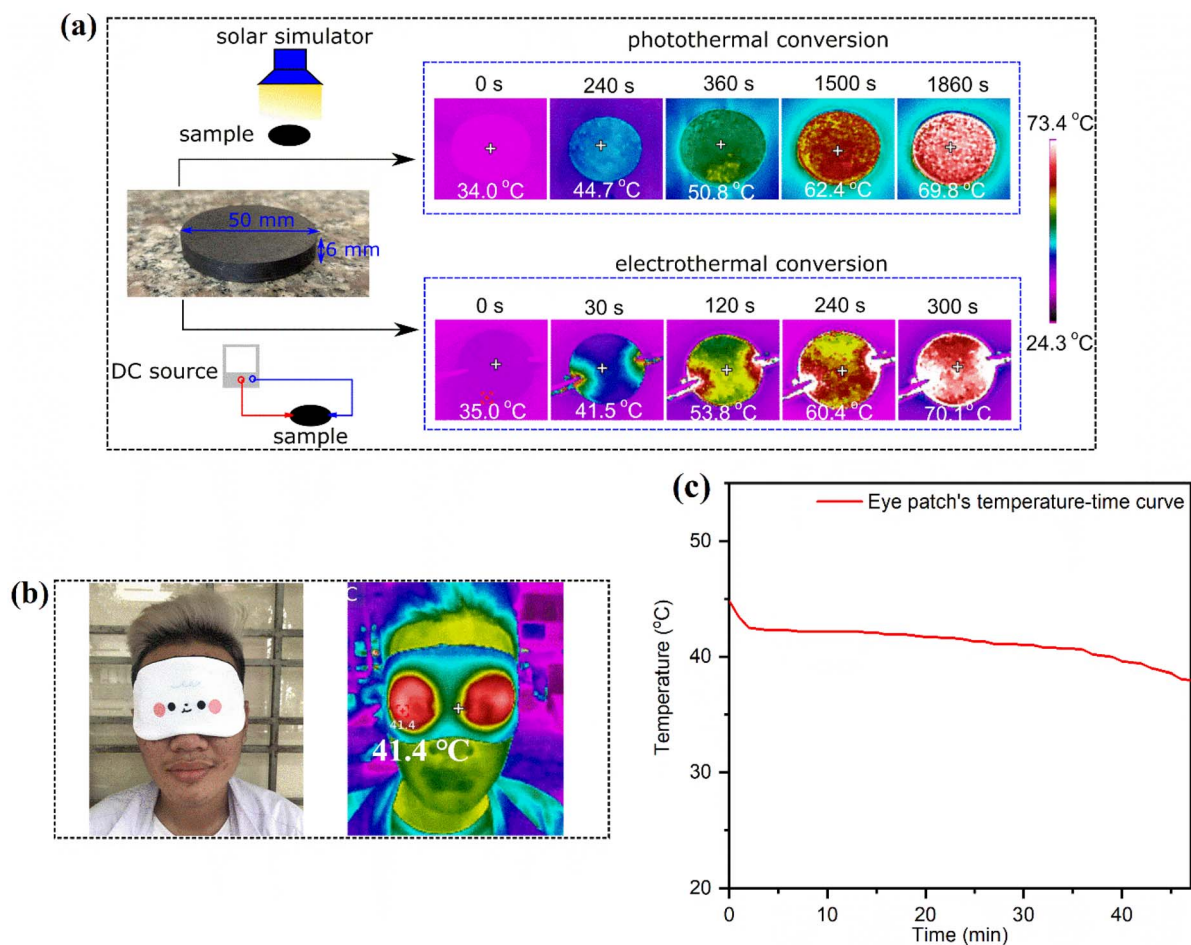 (a)
solar simulator
sample
50 mm
6 mm
DC source
sample
photothermal conversion
0 s 240 s 360 s 1500 s 1860 s
34.0 °C 44.7 °C 50.8 °C 62.4 °C 69.8 °C
electrothermal conversion
0 s 30 s 120 s 240 s 300 s
35.0 °C 41.5 °C 53.8 °C 60.4 °C 70.1 °C
73.4 °C
24.3 °C
(b)
C
41.4
41.4 °C
(c)
Eye patch's temperature-time curve
Temperature (°C)
50
40
30
20
0 10 20 30 40
Time (min)